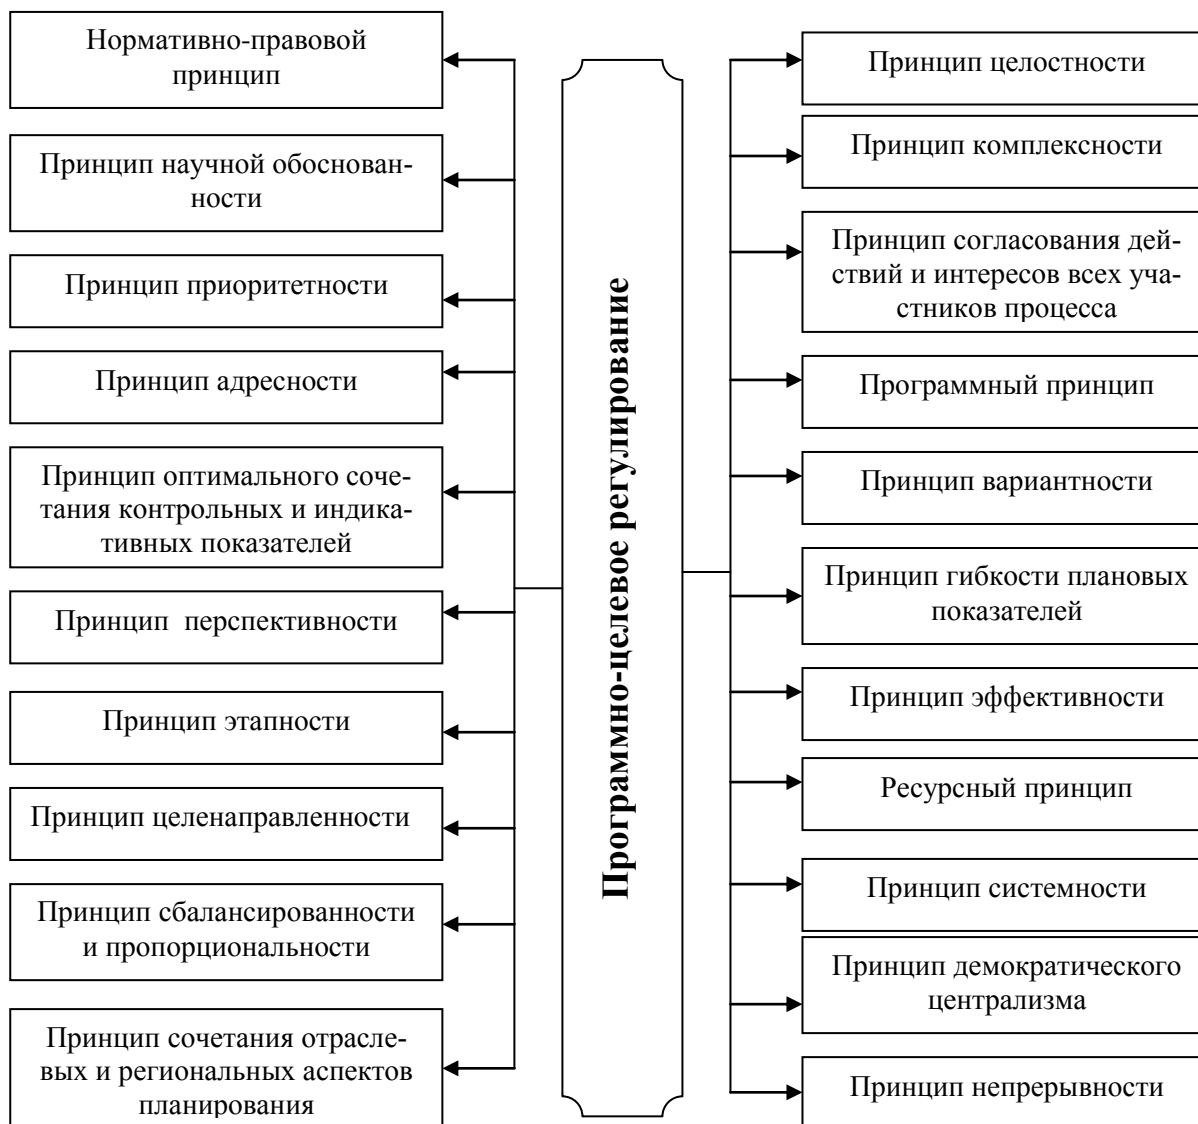 Нормативно-правовой
принцип
Принцип научной обоснован-
ности
Принцип приоритетности
Принцип адресности
Принцип оптимального соче-
тания контрольных и индика-
тивных показателей
Принцип перспективности
Принцип этапности
Принцип целенаправленности
Принцип сбалансированности
и пропорциональности
Принцип сочетания отрасле-
вых и региональных аспектов
планирования
Программно-целевое регулирование
Принцип целостности
Принцип комплексности
Принцип согласования дей-
ствий и интересов всех уча-
стников процесса
Программный принцип
Принцип вариантности
Принцип гибкости плановых
показателей
Принцип эффективности
Ресурсный принцип
Принцип системности
Принцип демократического
централизма
Принцип непрерывности